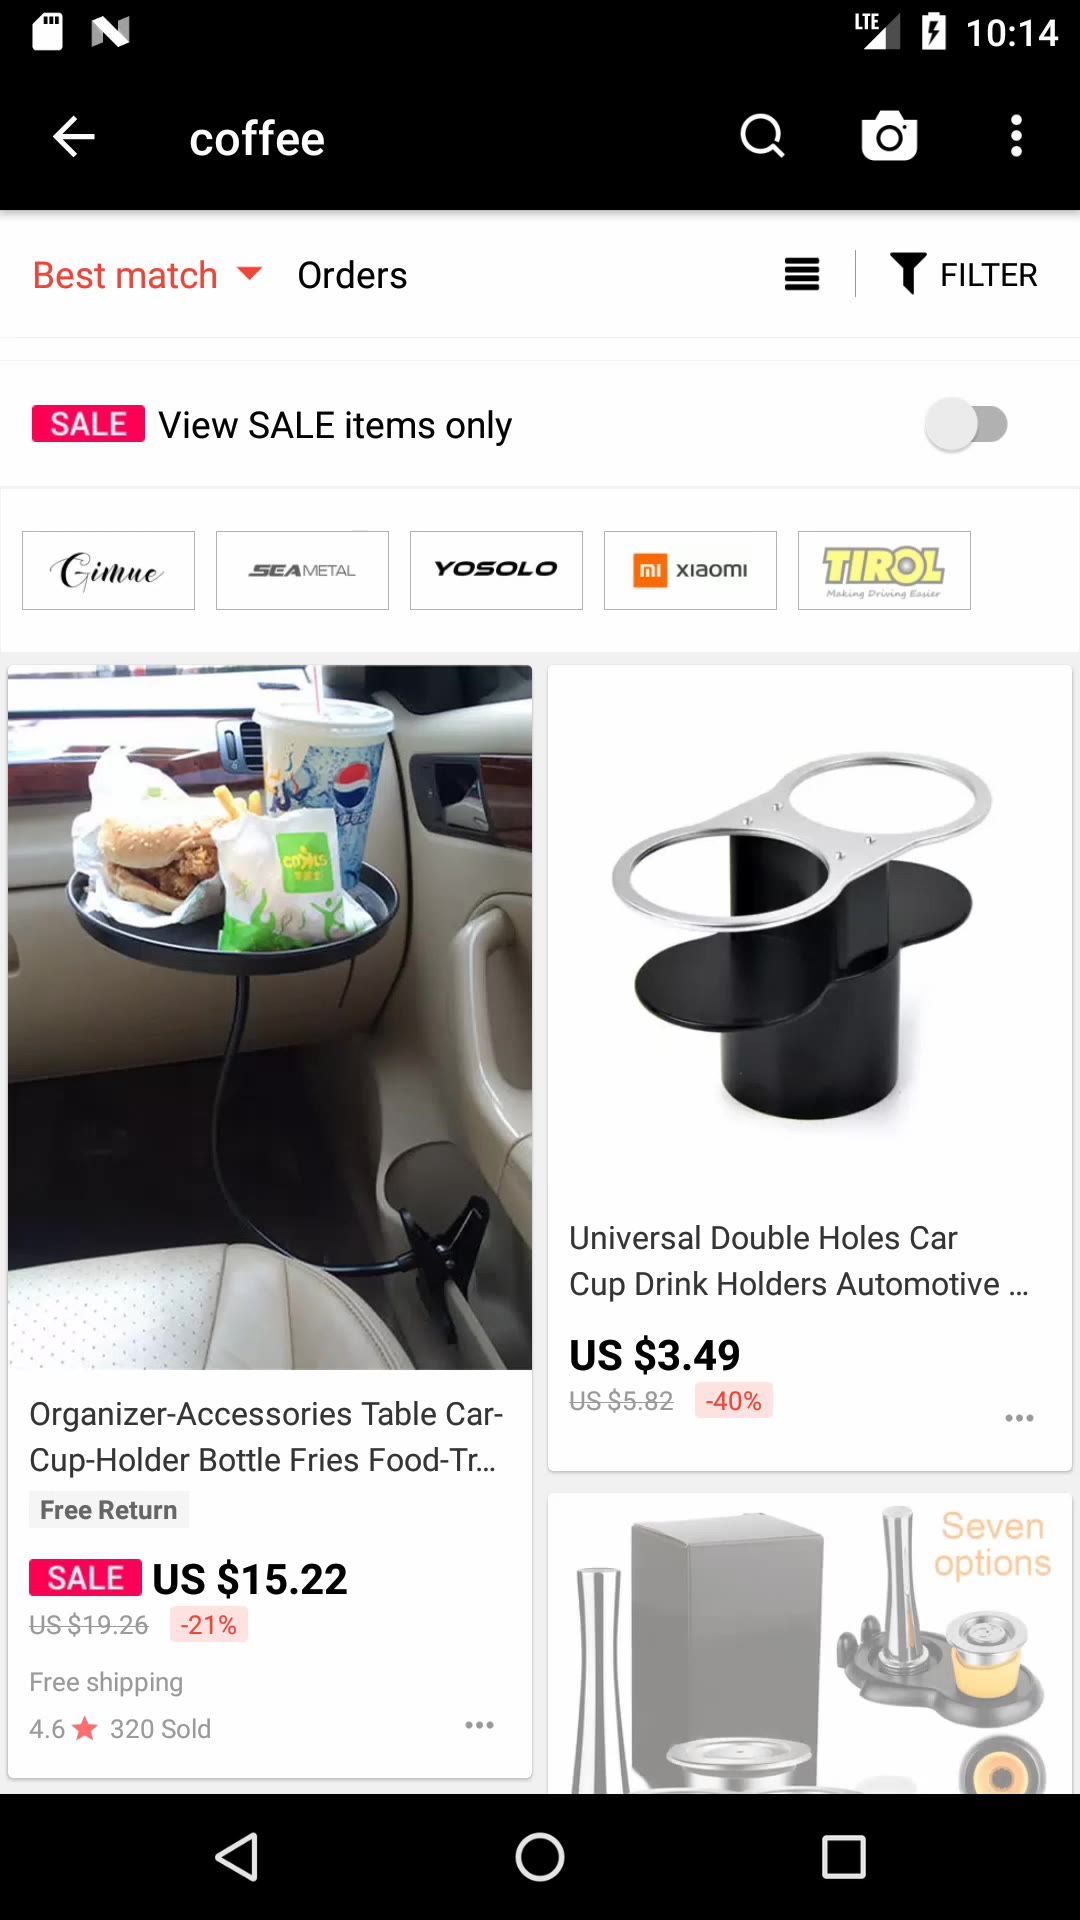 LTE 10:14
coffee
Best match Orders FILTER
SALE View SALE items only
Gimue SEAMETAL YOSOLO mi xiaomi TIROL
Making Driving Easier
Organizer-Accessories Table Car-
Cup-Holder Bottle Fries Food-Tr...
Free Return
SALE US $15.22
US $19.26 -21%
Free shipping
4.6 320 Sold
Universal Double Holes Car
Cup Drink Holders Automotive ...
US $3.49
US $5.82 -40%
Seven
options